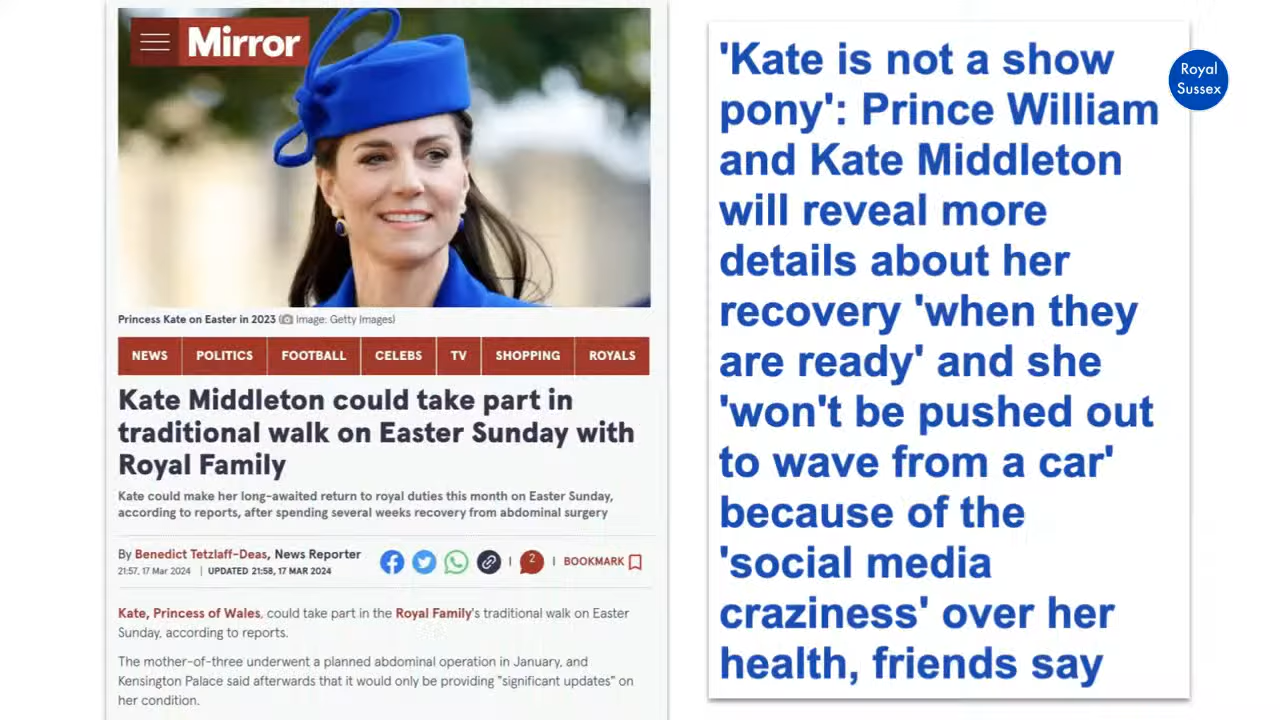 Mirror
Princess Kate on Easter in 2023 (Image: Getty Images)
NEWS
POLITICS
FOOTBALL
CELEBS
TV
SHOPPING
ROYALS
Kate Middleton could take part in
traditional walk on Easter Sunday with
Royal Family
Kate could make her long-awaited return to royal duties this month on Easter Sunday,
according to reports, after spending several weeks recovery from abdominal surgery
By Benedict Tetzlaff-Deas, News Reporter
21:57, 17 Mar 2024 | UPDATED 21:58, 17 MAR 2024
2
BOOKMARK
Kate, Princess of Wales, could take part in the Royal Family's traditional walk on Easter
Sunday, according to reports.
The mother-of-three underwent a planned abdominal operation in January, and
Kensington Palace said afterwards that it would only be providing "significant updates" on
her condition.
'Kate is not a show
pony': Prince William
and Kate Middleton
will reveal more
details about her
recovery 'when they
are ready' and she
'won't be pushed out
to wave from a car'
because of the
'social media
craziness' over her
health, friends say
Royal
Sussex